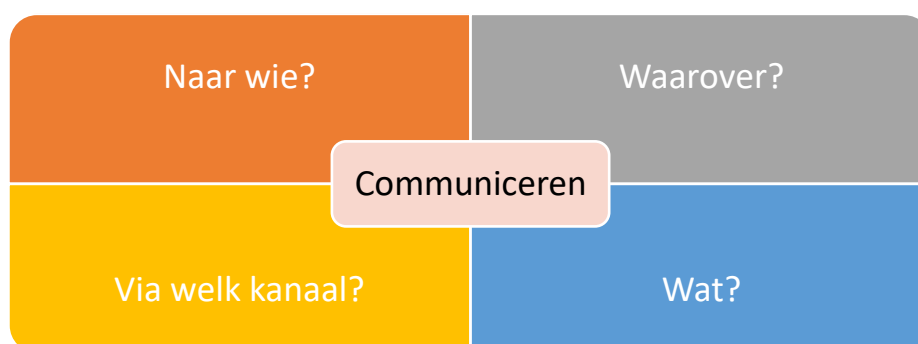 Naar wie?
Waarover?
Communiceren
Via welk kanaal?
Wat?